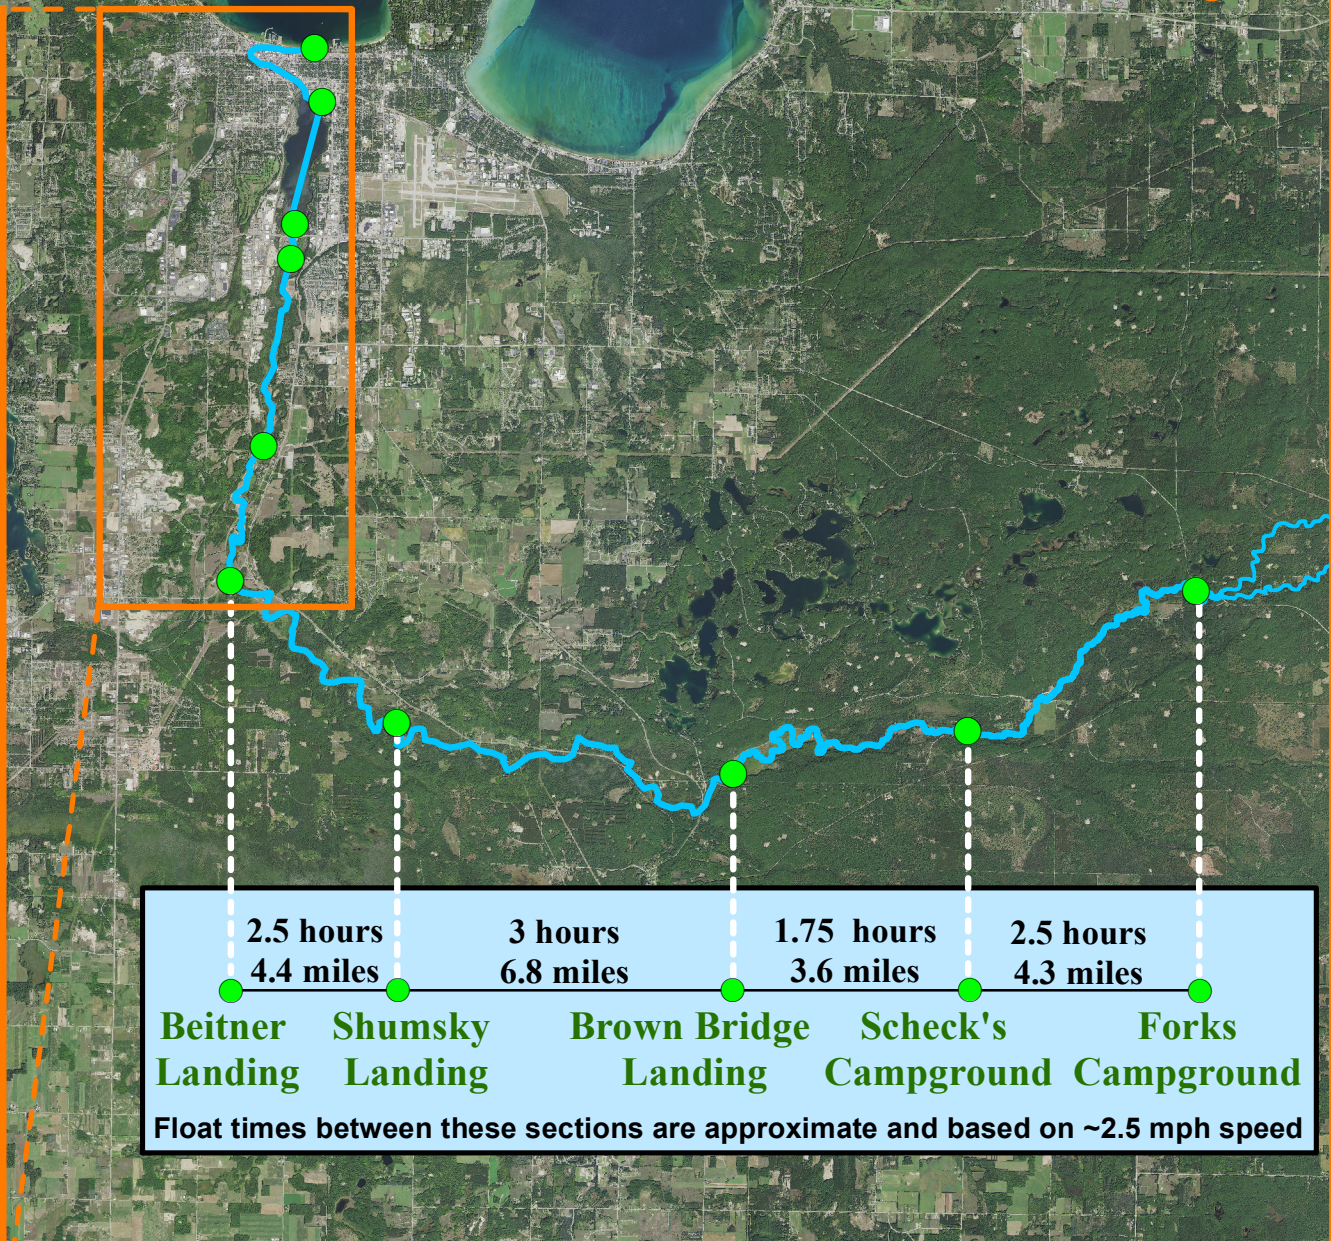 2.5 hours
4.4 miles
3 hours
6.8 miles
1.75 hours
3.6 miles
2.5 hours
4.3 miles
Beitner
Landing
Shumsky
Landing
Brown Bridge
Landing
Scheck's
Campground
Forks
Campground
Float times between these sections are approximate and based on ~2.5 mph speed